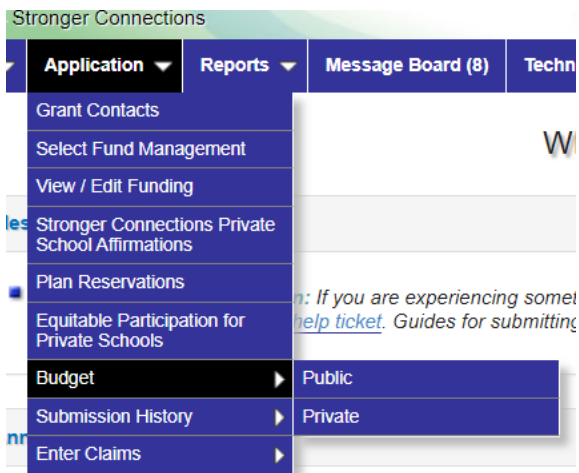 Stronger Connections
Application Reports Message Board (8) Techn
Grant Contacts
Select Fund Management
View / Edit Funding
Stronger Connections Private
School Affirmations
Plan Reservations
: If you are experiencing somet
Equitable Participation for
Private Schools
help ticket. Guides for submitting
Budget
Public
Submission History
Private
Enter Claims